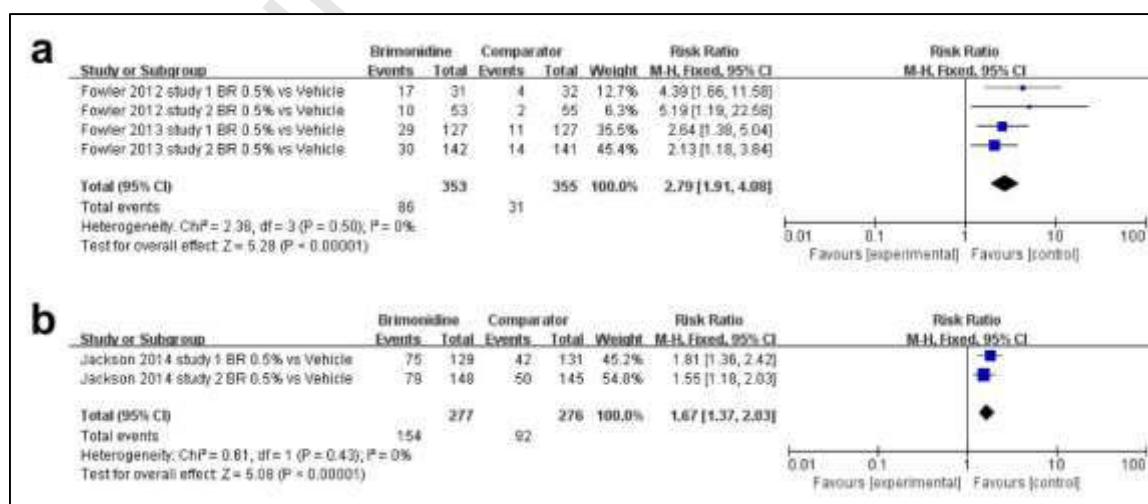 a
Brimonidine Comparator Risk Ratio Risk Ratio
Study or Subgroup Events Total Events Total Weight M-H, Fixed, 95% CI M-H, Fixed, 95% CI
Fowler 2012 study 1 BR 0.5% vs Vehicle 17 31 4 32 12.7% 4.39 [1.66, 11.58]
Fowler 2012 study 2 BR 0.5% vs Vehicle 10 53 2 55 6.3% 5.19 [1.19, 22.56]
Fowler 2013 study 1 BR 0.5% vs Vehicle 29 127 11 127 35.5% 2.64 [1.38, 5.04]
Fowler 2013 study 2 BR 0.5% vs Vehicle 30 142 14 141 45.4% 2.13 [1.18, 3.84]
Total (95% CI) 353 355 100.0% 2.79 [1.91, 4.08]
Total events 86 31
Heterogeneity: Chi² = 2.36, df = 3 (P = 0.50); I² = 0%
Test for overall effect: Z = 5.28 (P < 0.00001)
0.01 0.1 1 10 100
Favours [experimental] Favours [control]
b
Brimonidine Comparator Risk Ratio Risk Ratio
Study or Subgroup Events Total Events Total Weight M-H, Fixed, 95% CI M-H, Fixed, 95% CI
Jackson 2014 study 1 BR 0.5% vs Vehicle 75 129 42 131 45.2% 1.81 [1.36, 2.42]
Jackson 2014 study 2 BR 0.5% vs Vehicle 79 148 50 145 54.8% 1.55 [1.18, 2.03]
Total (95% CI) 277 276 100.0% 1.67 [1.37, 2.03]
Total events 154 92
Heterogeneity: Chi² = 0.61, df = 1 (P = 0.43); I² = 0%
Test for overall effect: Z = 5.08 (P < 0.00001)
0.01 0.1 1 10 100
Favours [experimental] Favours [control]